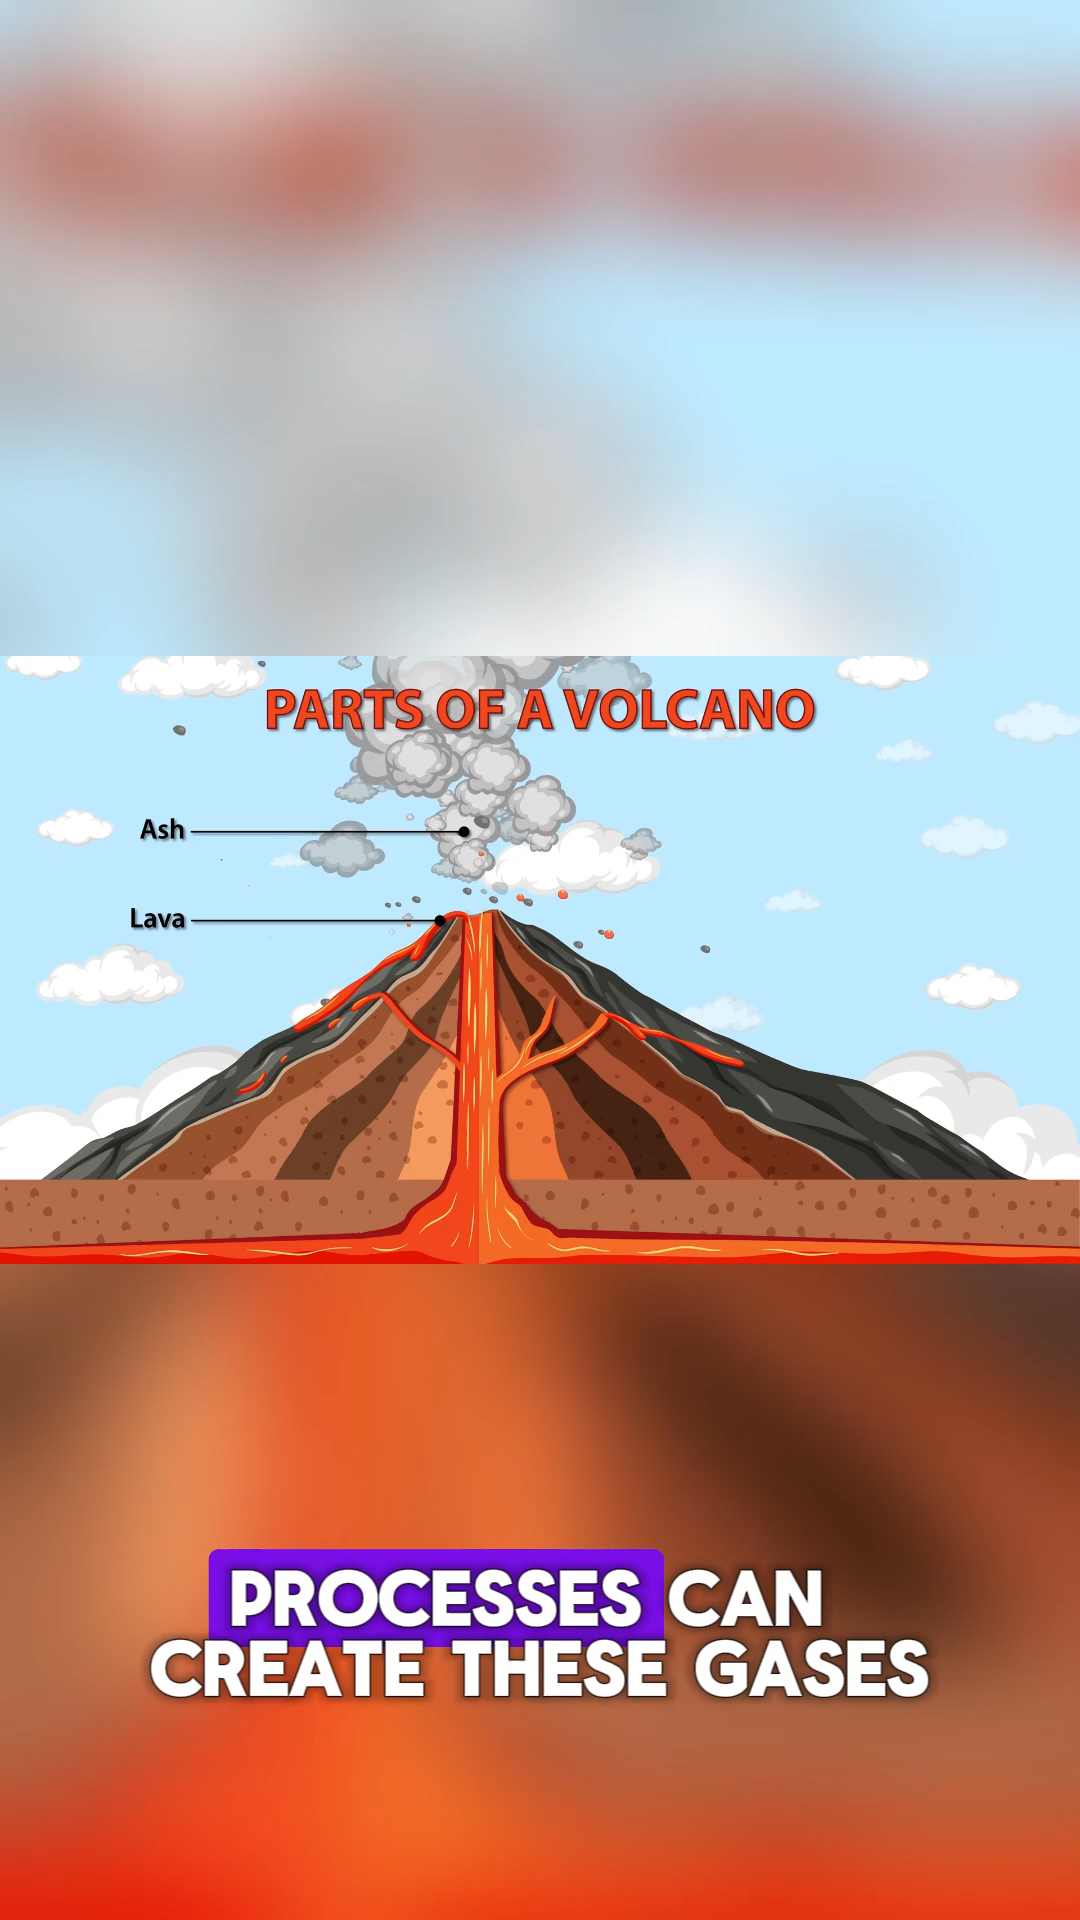 PARTS OF A VOLCANO
Ash
Lava
PROCESSES CAN
CREATE THESE GASES